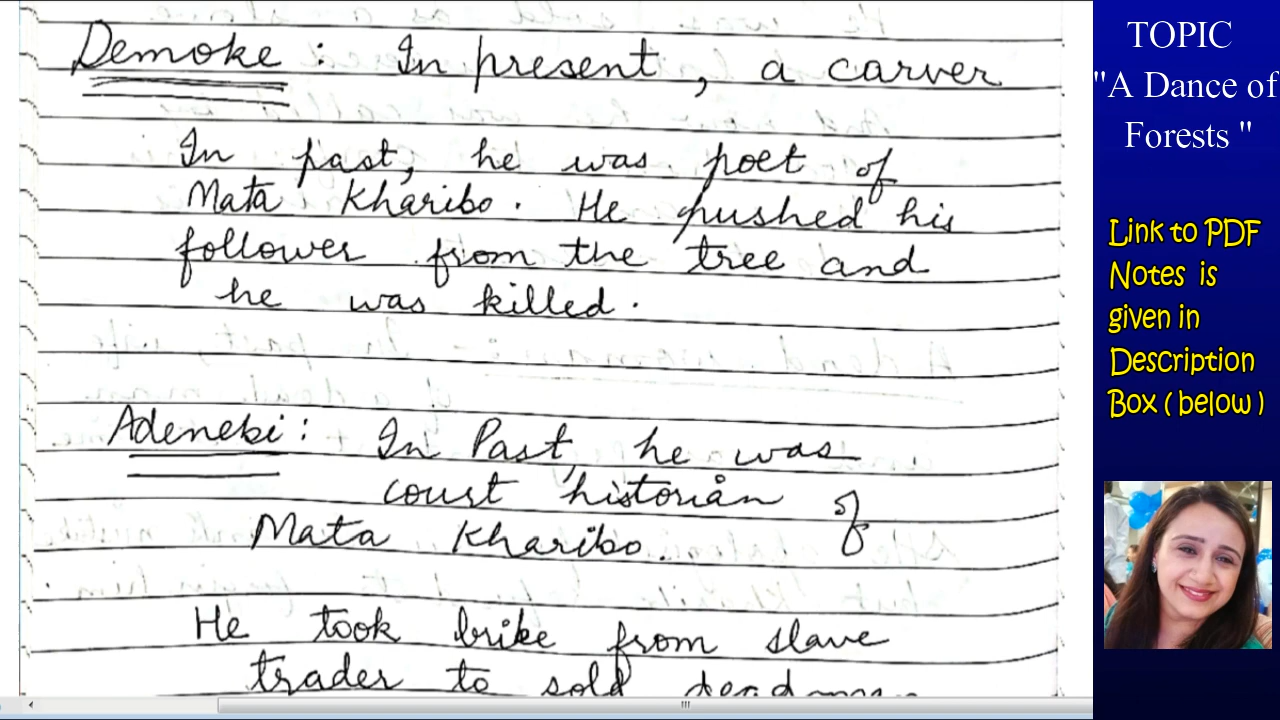 Demoke : In present, a carver
In past, he was poet of
Mata Kharibo. He pushed his
follower from the tree and
he was killed.
Adenebi : In Past, he was
court historian of
Mata Kharibo.
He took bribe from slave
trader to sold dead man
TOPIC
"A Dance of
Forests "
Link to PDF
Notes is
given in
Description
Box ( below )